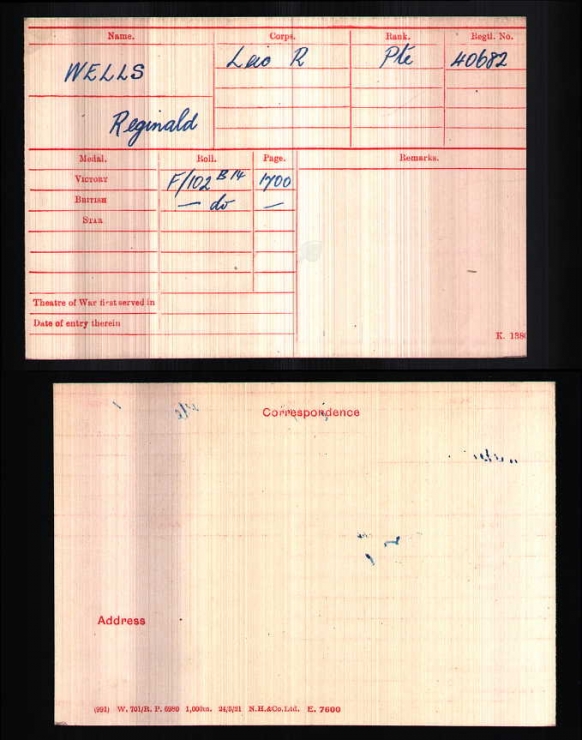 Name. Corps. Rank. Regtl. No.
WELLS Leic R Pte 40682
Reginald
Medal. Roll. Page. Remarks.
VICTORY F/102 B14 1700
BRITISH — do —
STAR
Theatre of War first served in
Date of entry therein
K. 1380
Correspondence
Address
(991) W. 701/R. P. 6980 1,000m. 24/5/21 N.H.&Co.Ltd. E. 7600